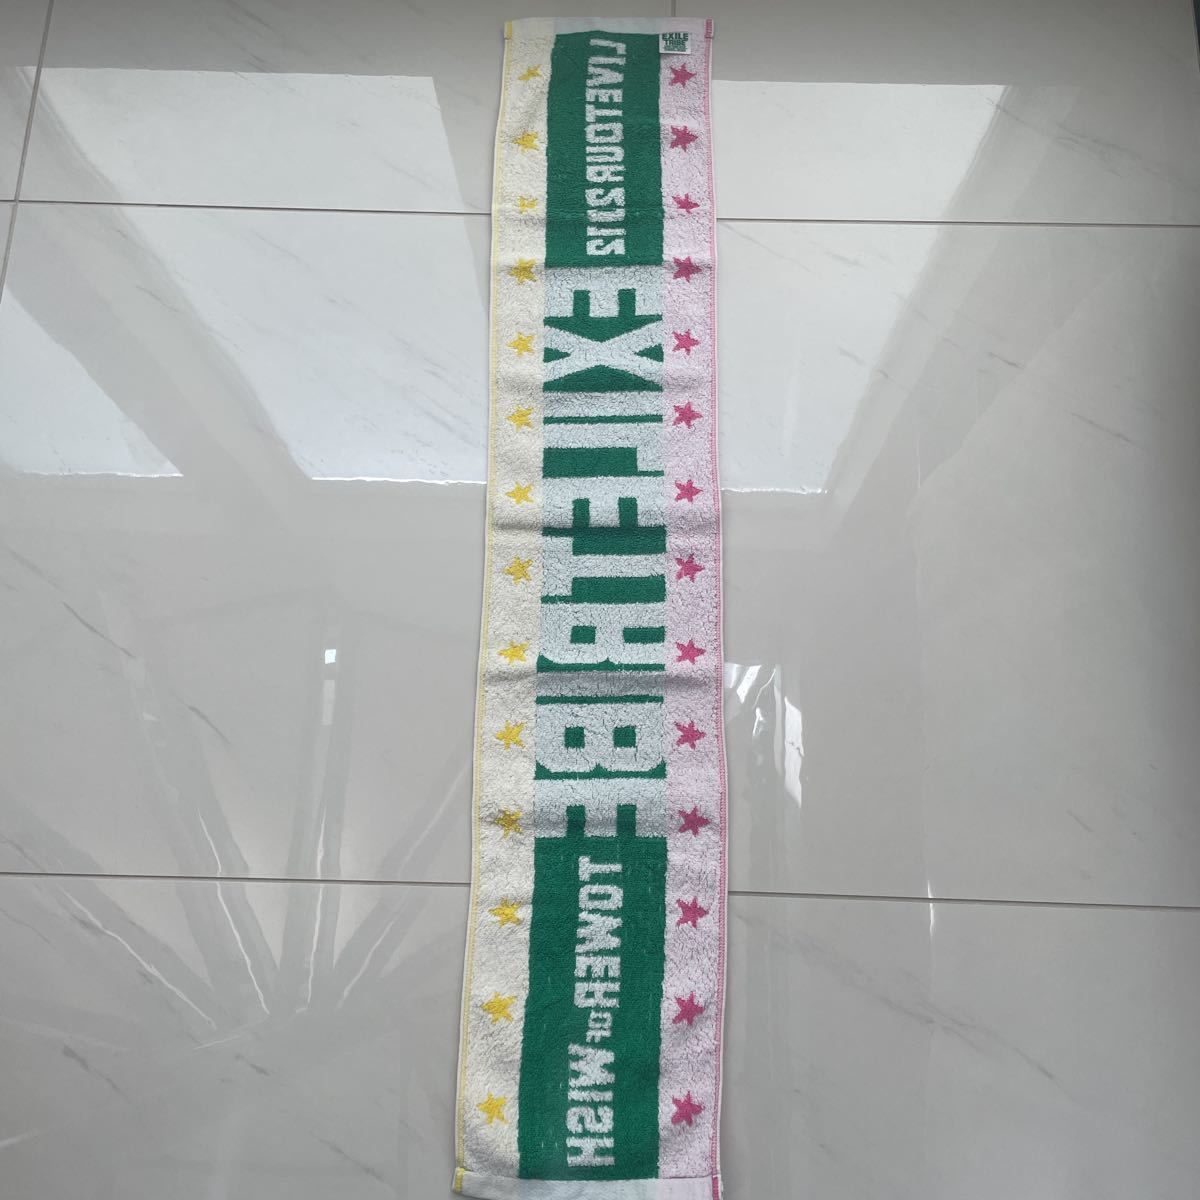 LIVE TOUR 2012
EXILE TRIBE
TOWER OF WISH
EXILE
TRIBE